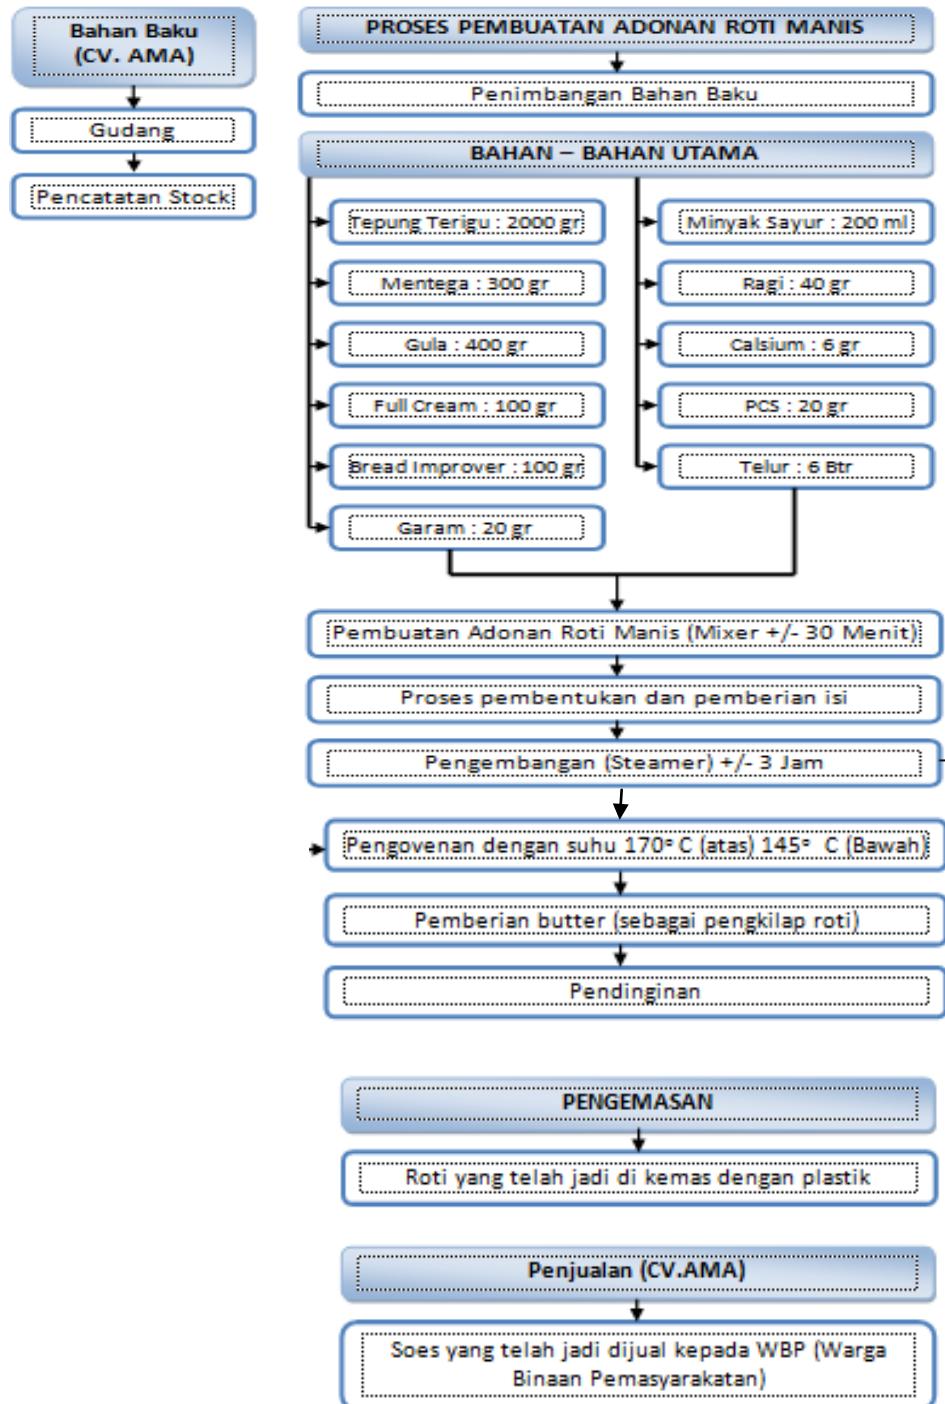 Bahan Baku
(CV. AMA)
Gudang
Pencatatan Stock
PROSES PEMBUATAN ADONAN ROTI MANIS
Penimbangan Bahan Baku
BAHAN – BAHAN UTAMA
Tepung Terigu : 2000 gr
Mentega : 300 gr
Gula : 400 gr
Full Cream : 100 gr
Bread Improver : 100 gr
Garam : 20 gr
Minyak Sayur : 200 ml
Ragi : 40 gr
Calsium : 6 gr
PCS : 20 gr
Telur : 6 Btr
Pembuatan Adonan Roti Manis (Mixer +/- 30 Menit)
Proses pembentukan dan pemberian isi
Pengembangan (Steamer) +/- 3 Jam
Pengovenan dengan suhu 170° C (atas) 145° C (Bawah)
Pemberian butter (sebagai pengkilap roti)
Pendinginan
PENGEMASAN
Roti yang telah jadi di kemas dengan plastik
Penjualan (CV.AMA)
Soes yang telah jadi dijual kepada WBP (Warga
Binaan Pemasyarakatan)